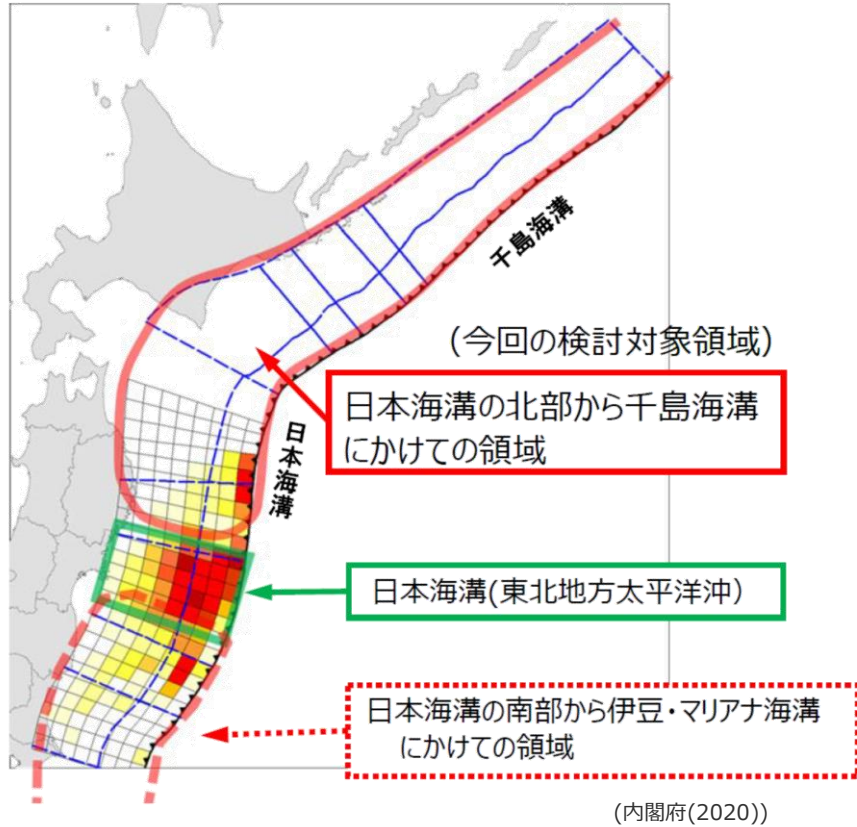 千島海溝
(今回の検討対象領域)
日本海溝の北部から千島海溝
にかけての領域
日本海溝
日本海溝(東北地方太平洋沖)
日本海溝の南部から伊豆・マリアナ海溝
にかけての領域
(内閣府(2020))